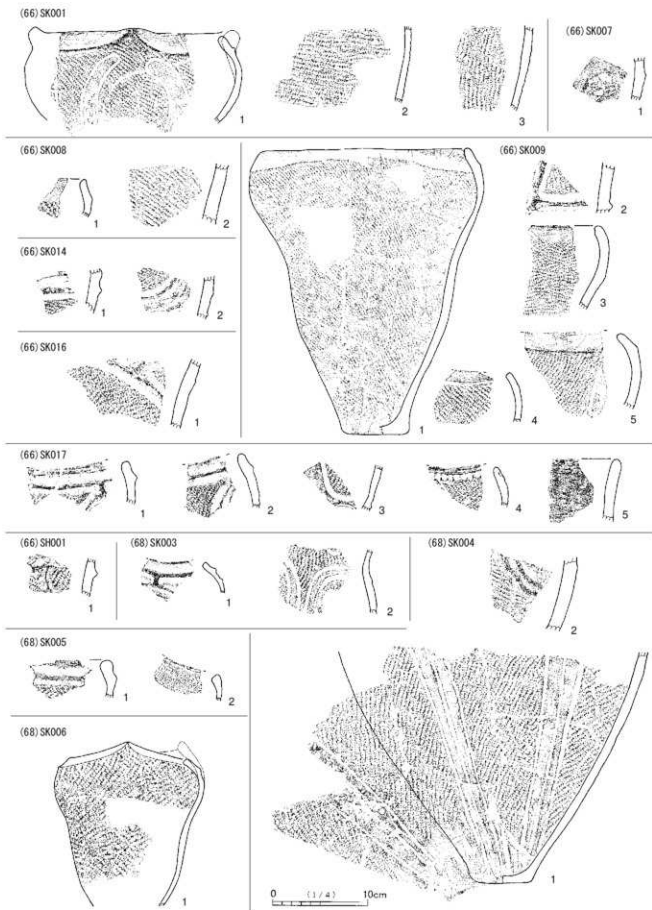 (66) SK001
1
2
3
(66) SK007
1
(66) SK008
1
2
(66) SK014
1
2
(66) SK016
1
1
(66) SK009
2
3
4
5
(66) SK017
1
2
3
4
5
(66) SH001
1
(68) SK003
1
2
(68) SK004
2
1
(68) SK005
1
2
(68) SK006
1
0 (1/4) 10cm